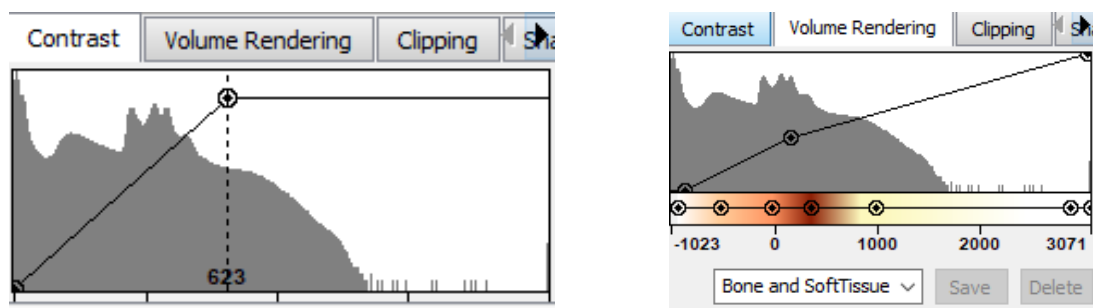 Contrast Volume Rendering Clipping
623
Contrast Volume Rendering Clipping
-1023 0 1000 2000 3071
Bone and SoftTissue Save Delete